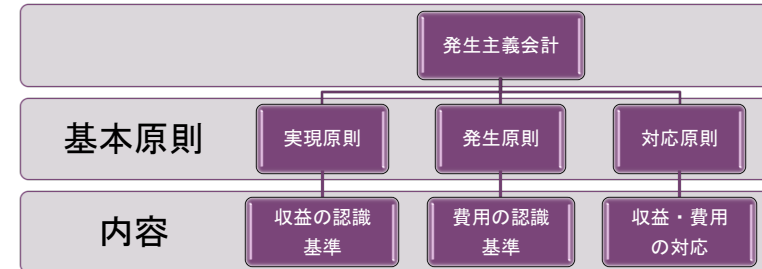 発生主義会計
基本原則
実現原則
発生原則
対応原則
内容
収益の認識
基準
費用の認識
基準
収益・費用
の対応